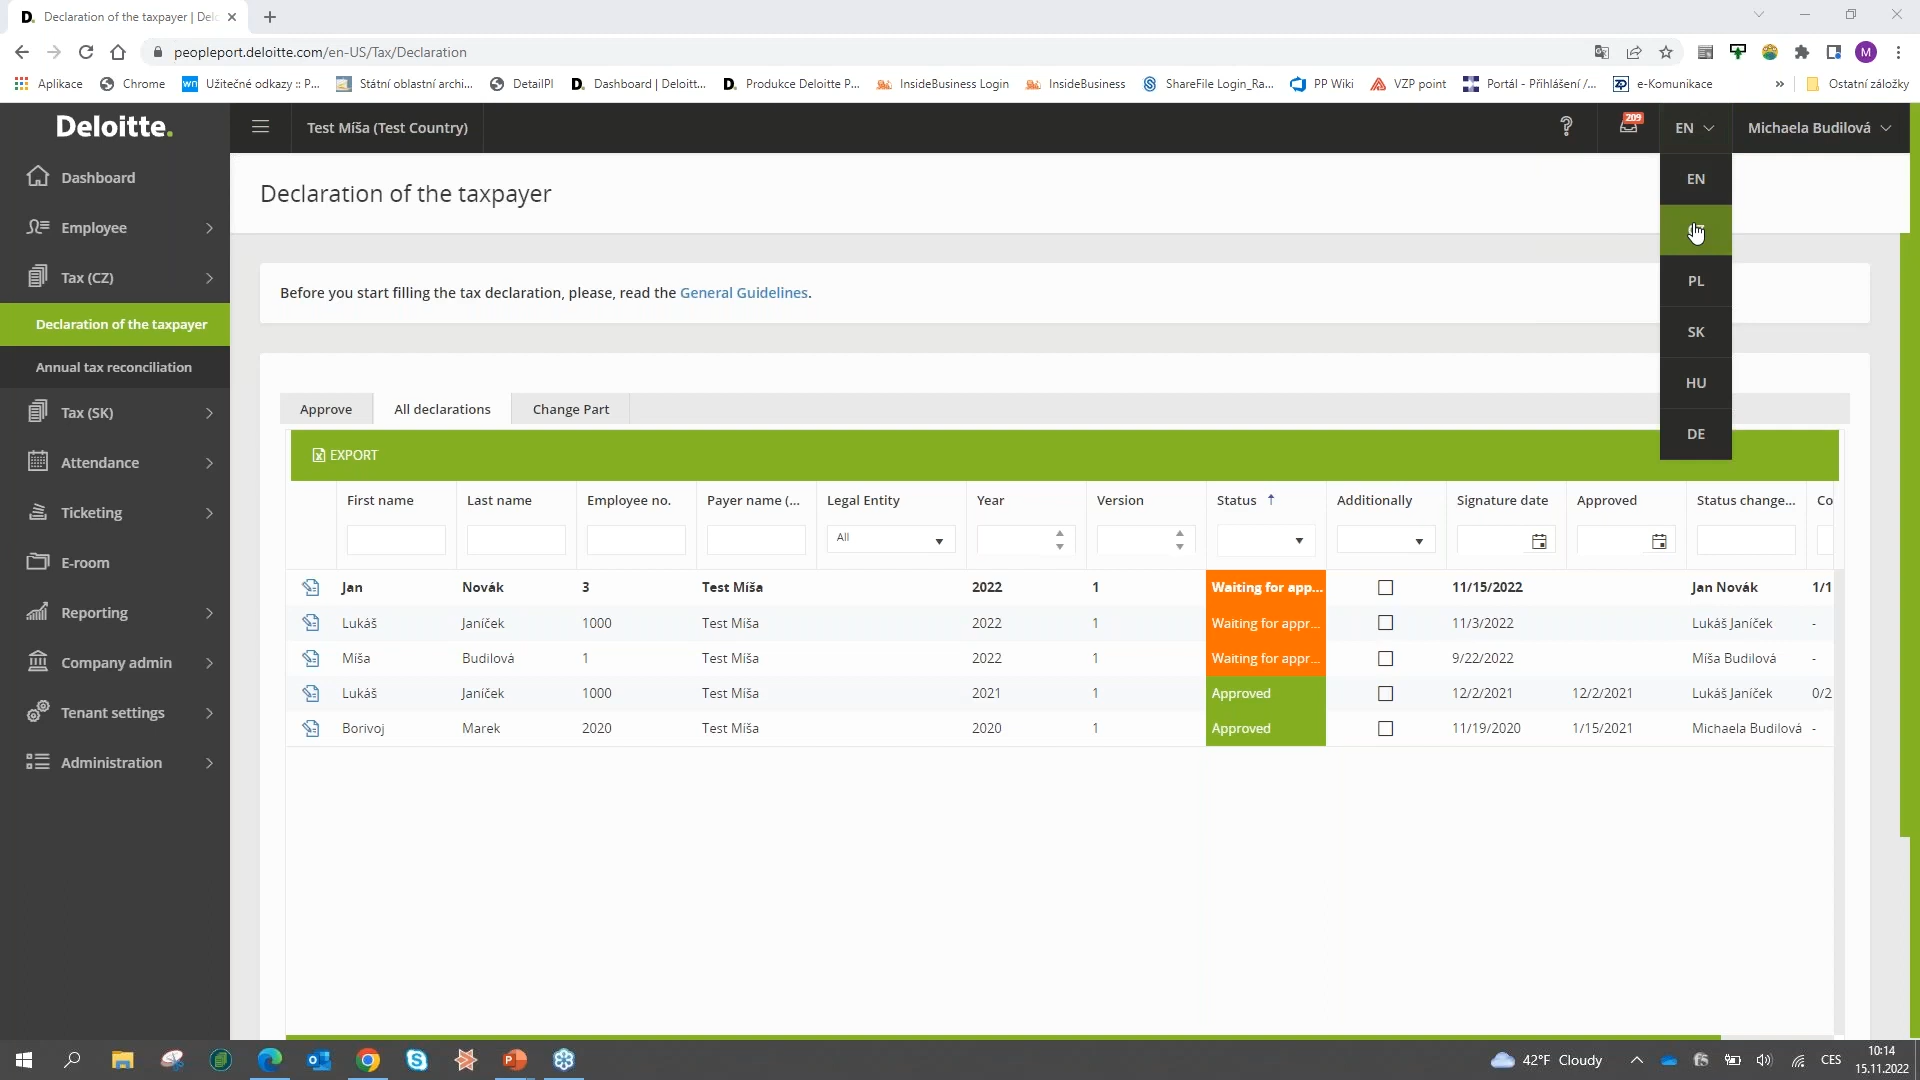 D. Declaration of the taxpayer | Del
peopleport.deloitte.com/en-US/Tax/Declaration
M
Aplikace
Chrome
wn Užitečné odkazy :: P...
Státní oblastní archi...
DetailPI
D. Dashboard | Deloitt...
D. Produkce Deloitte P...
InsideBusiness Login
InsideBusiness
ShareFile Login_Ra...
PP Wiki
VZP point
Portál - Přihlášení /...
e-Komunikace
»
Ostatní záložky
Deloitte.
Test Míša (Test Country)
?
209
EN
Michaela Budilová
EN
PL
SK
HU
DE
Dashboard
Employee
Tax (CZ)
Declaration of the taxpayer
Annual tax reconciliation
Tax (SK)
Attendance
Ticketing
E-room
Reporting
Company admin
Tenant settings
Administration
Declaration of the taxpayer
Before you start filling the tax declaration, please, read the General Guidelines.
Approve All declarations Change Part
EXPORT
First name Last name Employee no. Payer name (... Legal Entity Year Version Status ↑ Additionally Signature date Approved Status change... Co
All
Jan Novák 3 Test Míša 2022 1 Waiting for app... 11/15/2022 Jan Novák 1/1
Lukáš Janíček 1000 Test Míša 2022 1 Waiting for appr... 11/3/2022 Lukáš Janíček -
Míša Budilová 1 Test Míša 2022 1 Waiting for appr... 9/22/2022 Míša Budilová -
Lukáš Janíček 1000 Test Míša 2021 1 Approved 12/2/2021 12/2/2021 Lukáš Janíček 0/2
Borivoj Marek 2020 Test Míša 2020 1 Approved 11/19/2020 1/15/2021 Michaela Budilová -
42°F Cloudy
CES
10:14
15.11.2022